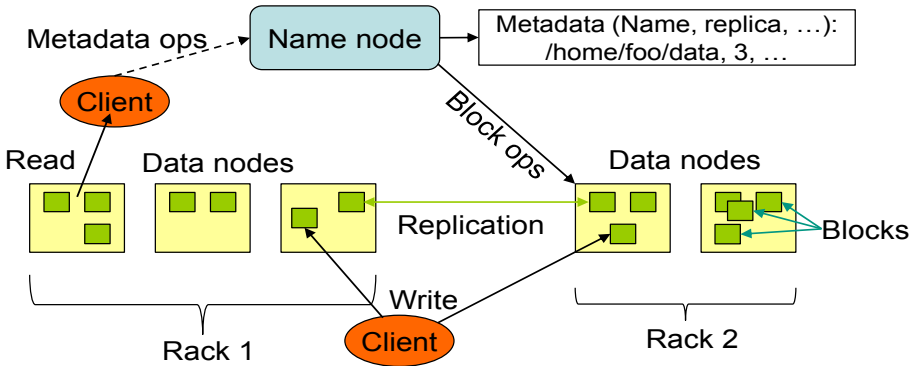 Metadata (Name, replica, …):
/home/foo/data, 3, …
Name node
Metadata ops
Client
Block ops
Read
Data nodes
Data nodes
Replication
Blocks
Write
Client
Rack 1
Rack 2